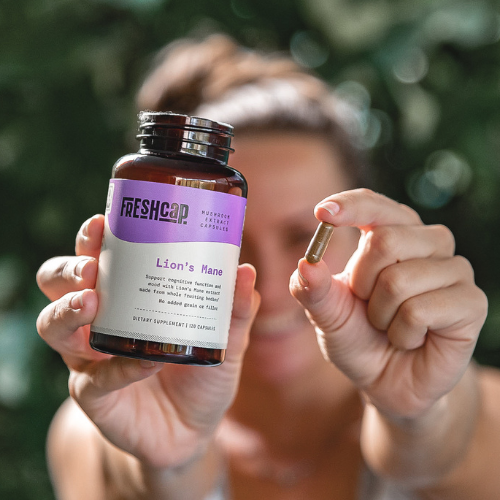 FRESHCAP
MUSHROOM
EXTRACT
CAPSULES
Lion's Mane
Support cognitive function and
mood with Lion's Mane extract
made from whole fruiting bodies!
No added grain or filler
DIETARY SUPPLEMENT | 120 CAPSULES